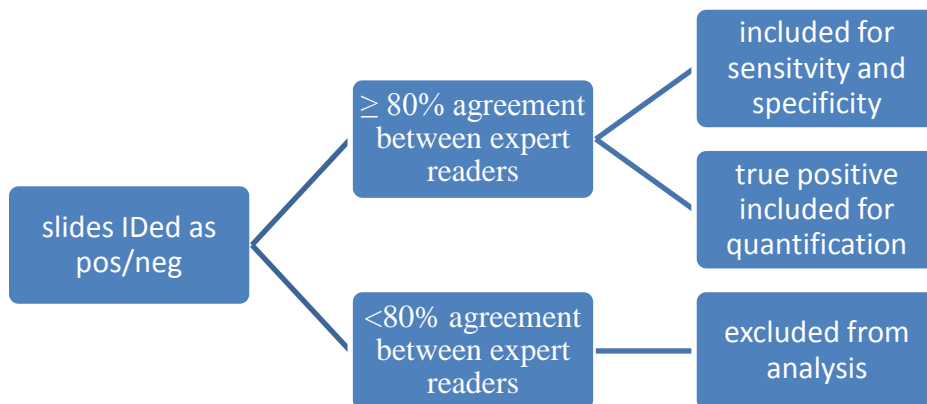 slides IDed as
pos/neg
≥ 80% agreement
between expert
readers
<80% agreement
between expert
readers
included for
sensitvity and
specificity
true positive
included for
quantification
excluded from
analysis